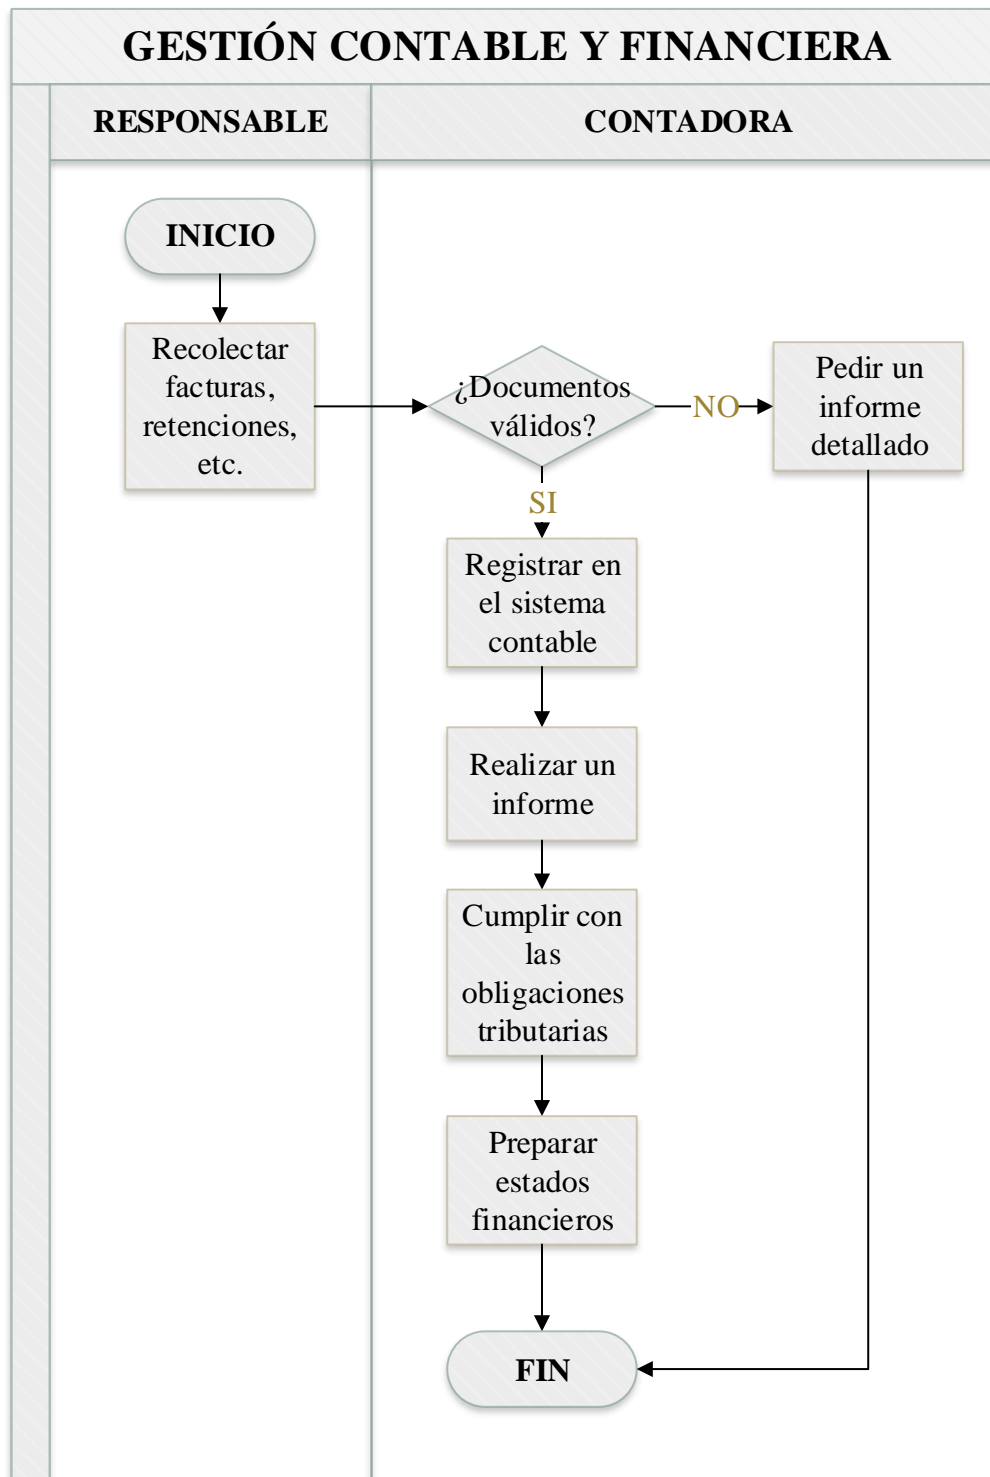 GESTIÓN CONTABLE Y FINANCIERA
RESPONSABLE
CONTADORA
INICIO
Recolectar
facturas,
retenciones,
etc.
¿Documentos
válidos?
NO
Pedir un
informe
detallado
SI
Registrar en
el sistema
contable
Realizar un
informe
Cumplir con
las
obligaciones
tributarias
Preparar
estados
financieros
FIN